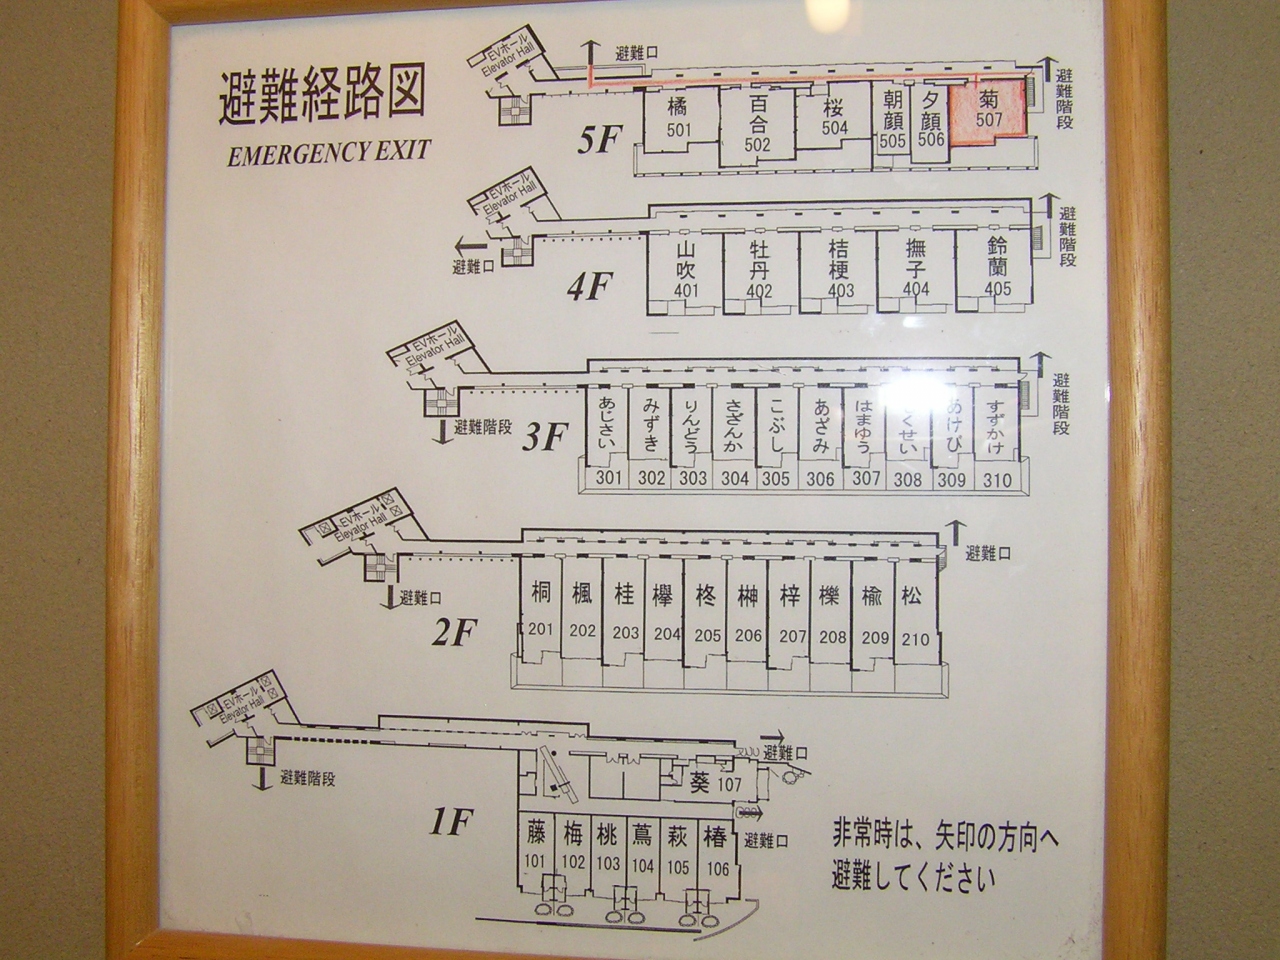 避難経路図
EMERGENCY EXIT
EVホール
Elevator Hall
避難口
避難階段
橘 501
百合 502
桜 504
朝顔 505
夕顔 506
菊 507
5F
EVホール
Elevator Hall
避難口
避難階段
山吹 401
牡丹 402
桔梗 403
撫子 404
鈴蘭 405
4F
EVホール
Elevator Hall
避難階段
避難階段
あじさい 301
みずき 302
りんどう 303
さざんか 304
こぶし 305
あざみ 306
はまゆう 307
くせい 308
あけび 309
すずかけ 310
3F
EVホール
Elevator Hall
避難口
避難口
桐 201
楓 202
桂 203
欅 204
柊 205
榊 206
梓 207
櫟 208
楡 209
松 210
2F
EVホール
Elevator Hall
避難階段
避難口
葵 107
避難口
藤 101
梅 102
桃 103
蔦 104
萩 105
椿 106
1F
非常時は、矢印の方向へ
避難してください